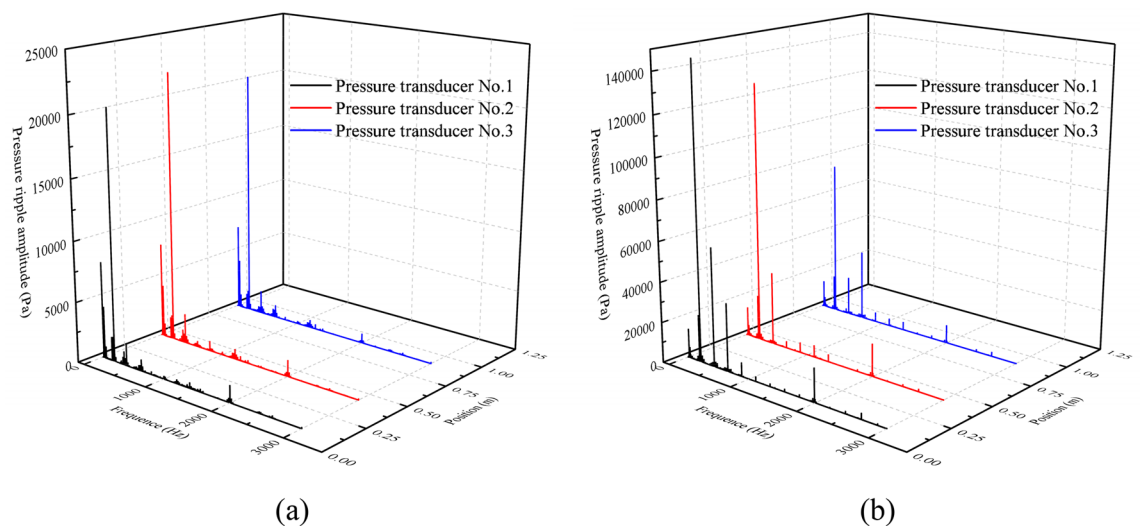 25000
20000
15000
10000
5000
0
Pressure ripple amplitude (Pa)
Pressure transducer No.1
Pressure transducer No.2
Pressure transducer No.3
0
1000
2000
3000
Frequence (Hz)
0.00
0.25
0.50
0.75
1.00
1.25
Position (m)
(a)
140000
120000
100000
80000
60000
40000
20000
0
Pressure ripple amplitude (Pa)
Pressure transducer No.1
Pressure transducer No.2
Pressure transducer No.3
0
1000
2000
3000
Frequence (Hz)
0.00
0.25
0.50
0.75
1.00
1.25
Position (m)
(b)